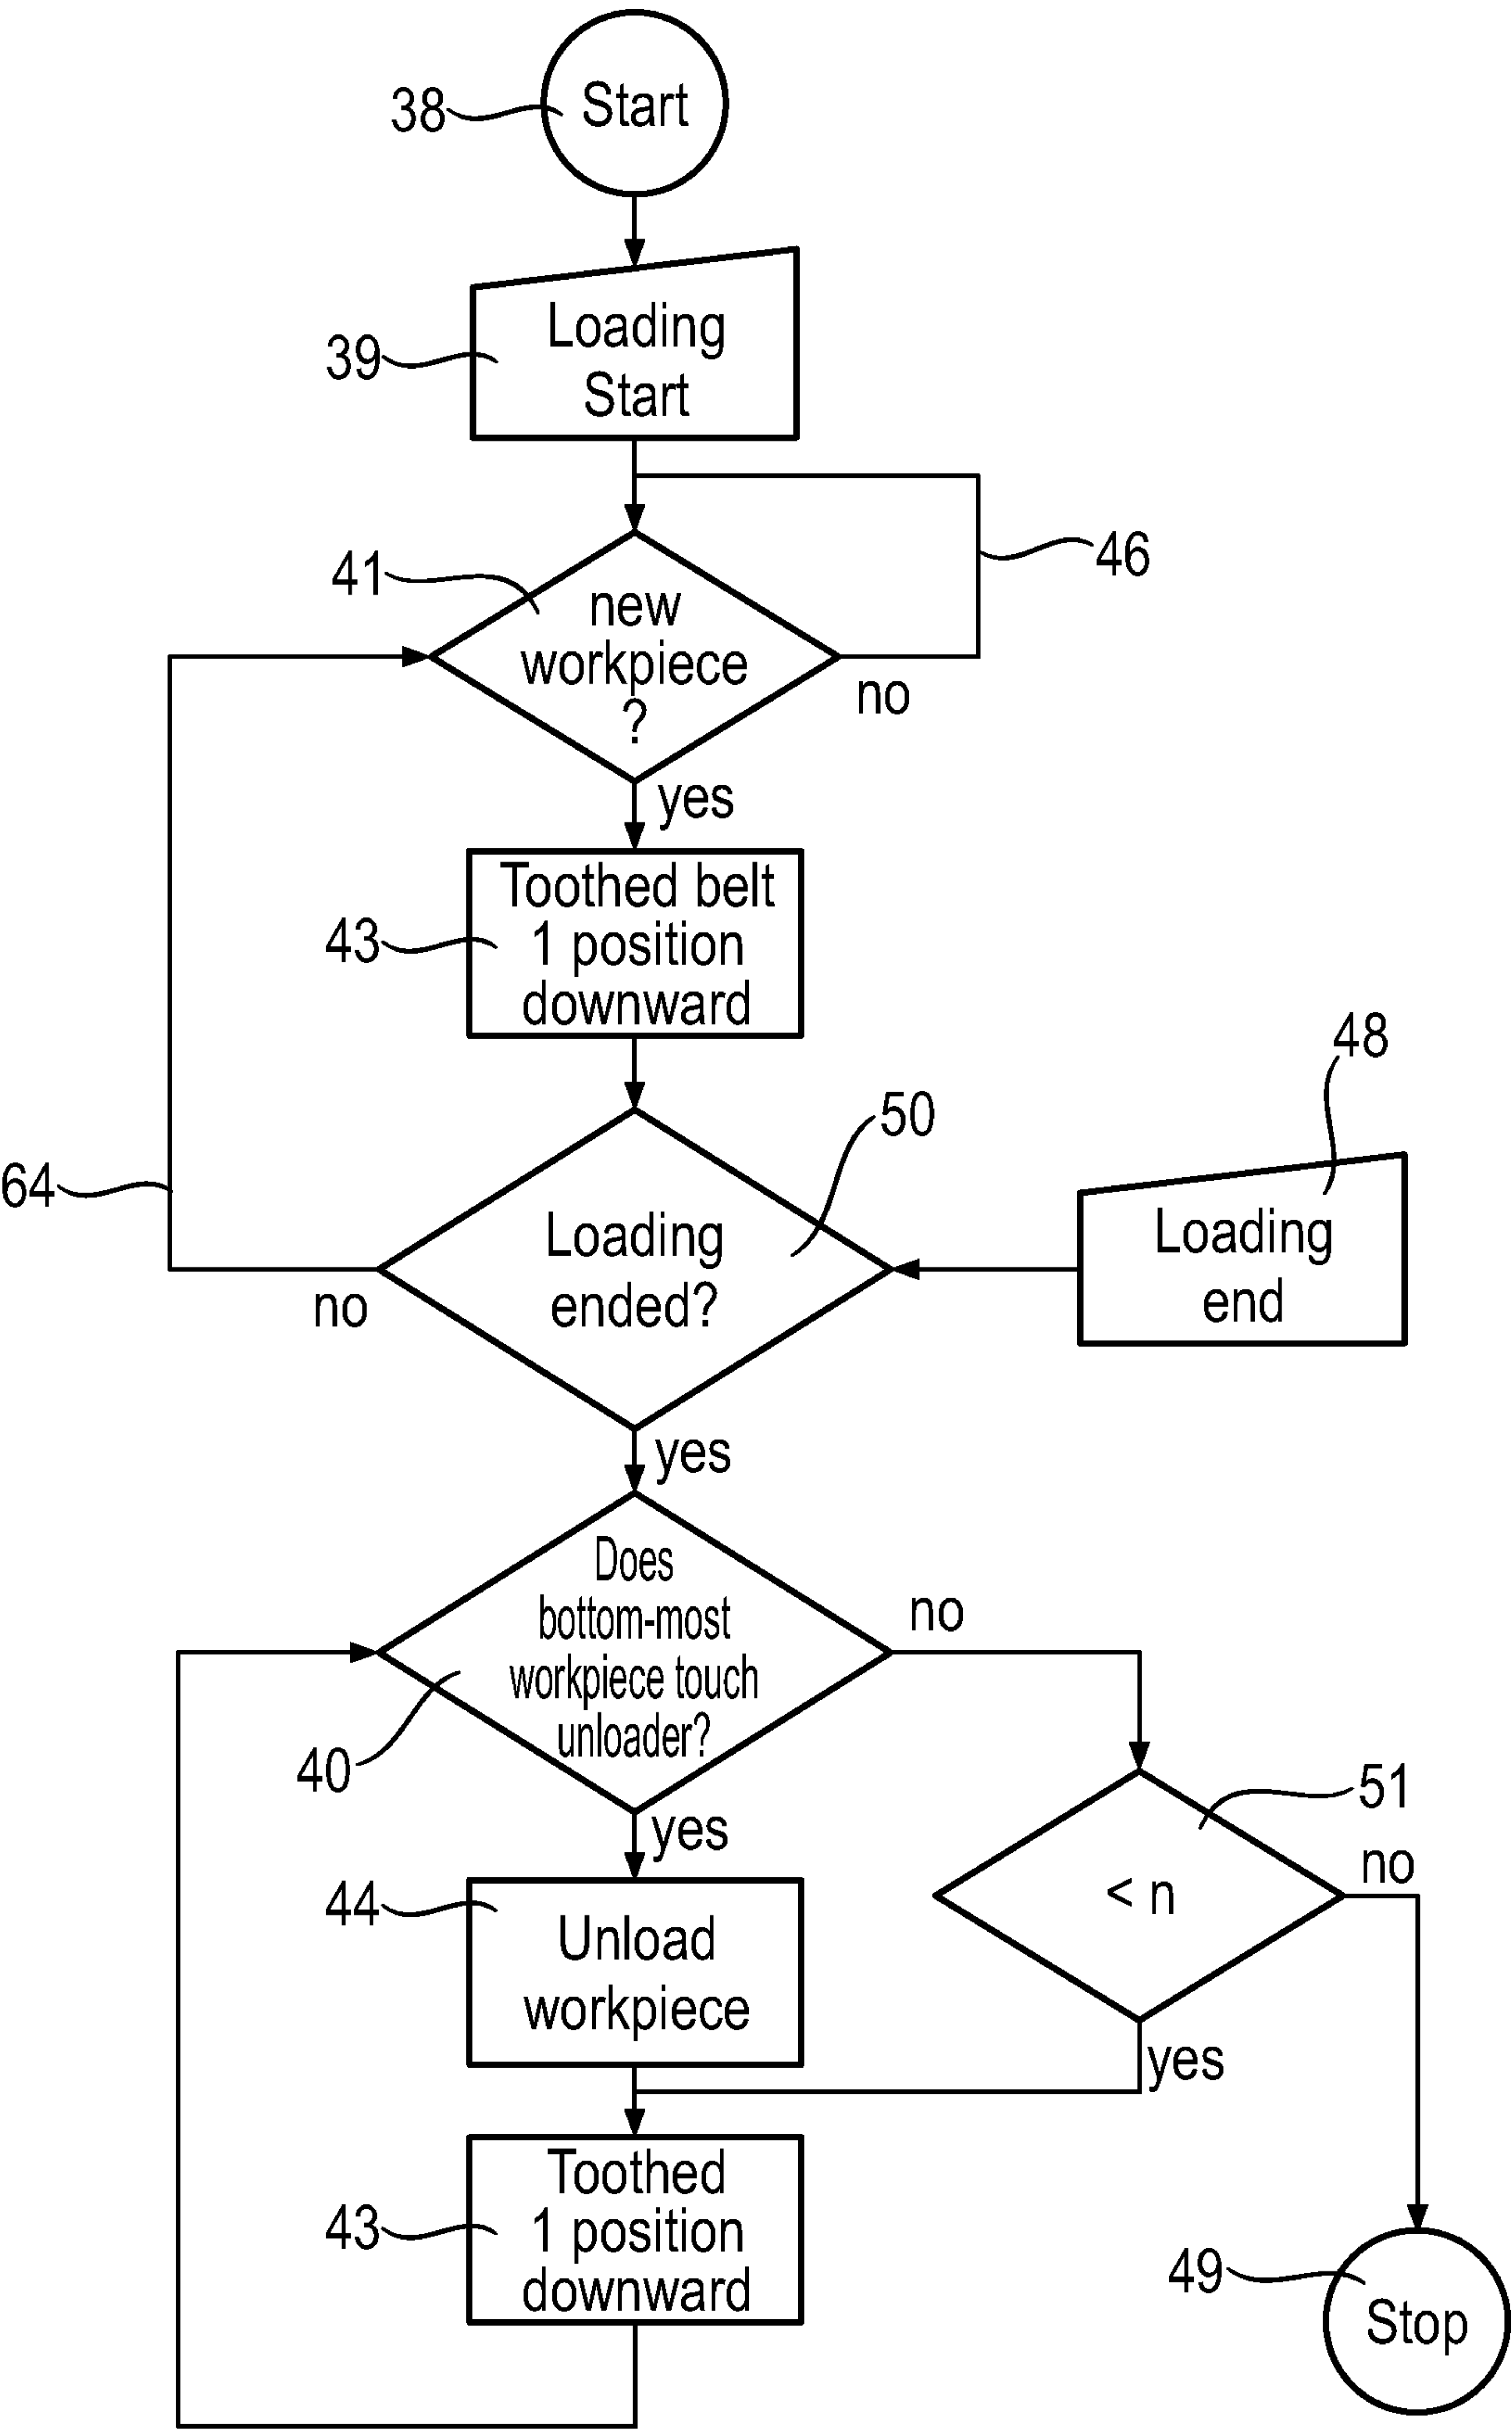 38
Start
39
Loading
Start
46
41
new
workpiece
?
no
yes
43
Toothed belt
1 position
downward
48
50
64
Loading
ended?
Loading
end
no
yes
Does
bottom-most
workpiece touch
unloader?
no
40
51
yes
44
Unload
workpiece
< n
no
yes
43
Toothed
1 position
downward
49
Stop